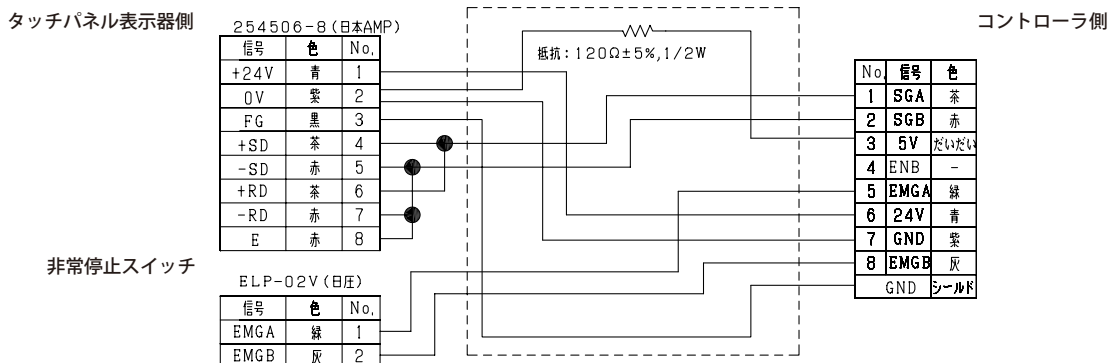 タッチパネル表示器側
254506-8(日本AMP)
信号 色 No.
+24V 青 1
0V 紫 2
FG 黒 3
+SD 茶 4
-SD 赤 5
+RD 茶 6
-RD 赤 7
E 赤 8
非常停止スイッチ
ELP-02V(日圧)
信号 色 No.
EMGA 緑 1
EMGB 灰 2
抵抗:120Ω±5%,1/2W
コントローラ側
No. 信号 色
1 SGA 茶
2 SGB 赤
3 5V だいだい
4 ENB -
5 EMGA 緑
6 24V 青
7 GND 紫
8 EMGB 灰
GND シールド